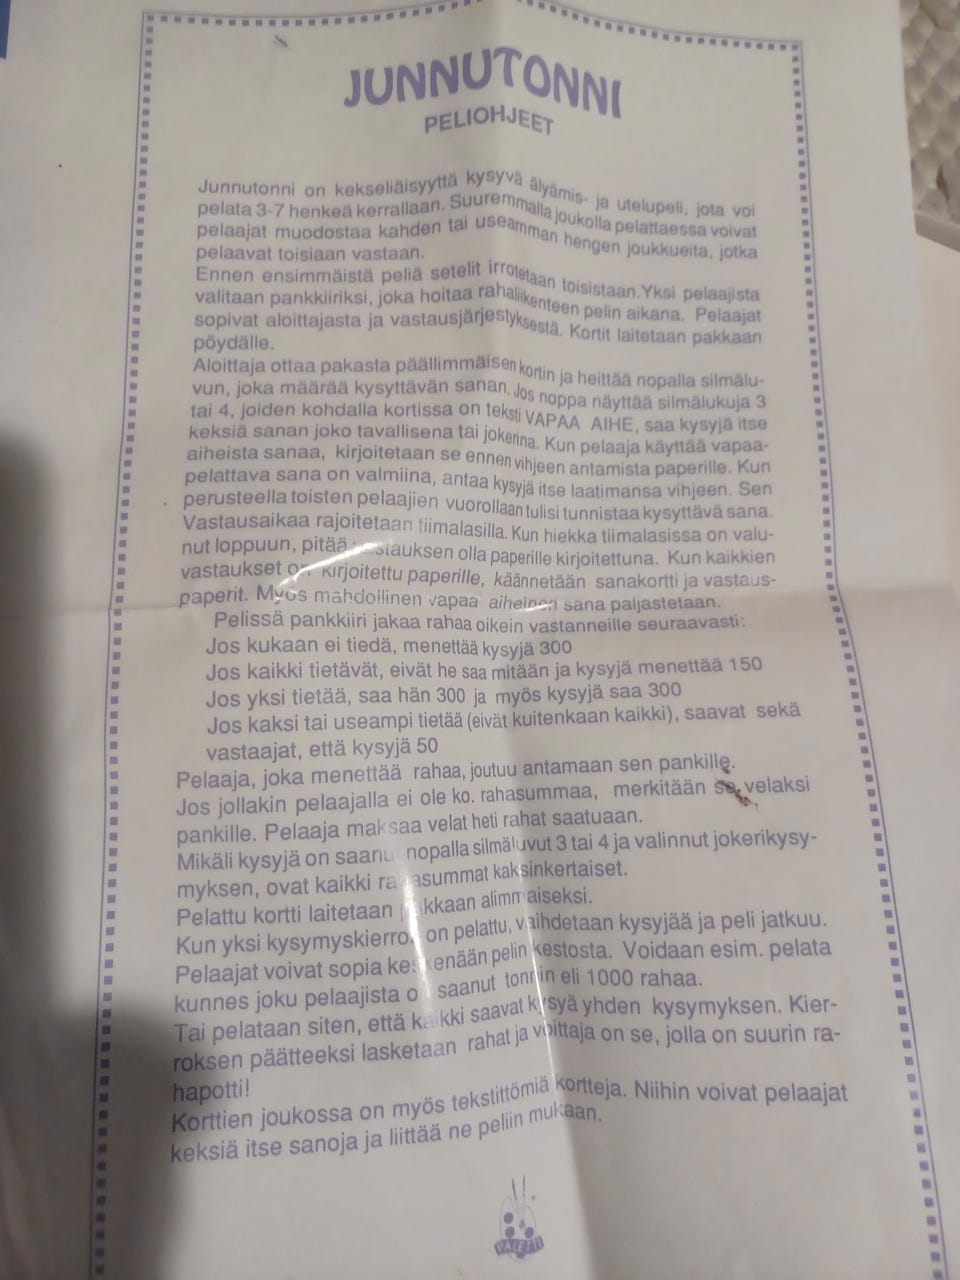 JUNNUTONNI
PELIOHJEET
Junnutonni on kekseliäisyyttä kysyvä älyämis- ja utelupeli, jota voi
pelata 3-7 henkeä kerrallaan. Suuremmalla joukolla pelattaessa voivat
pelaajat muodostaa kahden tai useamman hengen joukkueita, jotka
pelaavat toisiaan vastaan.
Ennen ensimmäistä peliä setelit irrotetaan toisistaan.Yksi pelaajista
valitaan pankkiiriksi, joka hoitaa rahaliikenteen pelin aikana. Pelaajat
sopivat aloittajasta ja vastausjärjestyksestä. Kortit laitetaan pakkaan
pöydälle.
Aloittaja ottaa pakasta päällimmäisen kortin ja heittää nopalla silmälu-
vun, joka määrää kysyttävän sanan. Jos noppa näyttää silmälukuja 3
tai 4, joiden kohdalla kortissa on teksti VAPAA AIHE, saa kysyjä itse
keksiä sanan joko tavallisena tai jokerina. Kun pelaaja käyttää vapaa-
aiheista sanaa, kirjoitetaan se ennen vihjeen antamista paperille. Kun
pelattava sana on valmiina, antaa kysyjä itse laatimansa vihjeen. Sen
perusteella toisten pelaajien vuorollaan tulisi tunnistaa kysyttävä sana.
Vastausaikaa rajoitetaan tiimalasilla. Kun hiekka tiimalasissa on valu-
nut loppuun, pitää vastauksen olla paperille kirjoitettuna. Kun kaikkien
vastaukset on kirjoitettu paperille, käännetään sanakortti ja vastaus-
paperit. Myös mahdollinen vapaa aiheinen sana paljastetaan.
Pelissä pankkiiri jakaa rahaa oikein vastanneille seuraavasti:
Jos kukaan ei tiedä, menettää kysyjä 300
Jos kaikki tietävät, eivät he saa mitään ja kysyjä menettää 150
Jos yksi tietää, saa hän 300 ja myös kysyjä saa 300
Jos kaksi tai useampi tietää (eivät kuitenkaan kaikki), saavat sekä
vastaajat, että kysyjä 50
Pelaaja, joka menettää rahaa, joutuu antamaan sen pankille.
Jos jollakin pelaajalla ei ole ko. rahasummaa, merkitään se velaksi
pankille. Pelaaja maksaa velat heti rahat saatuaan.
Mikäli kysyjä on saanut nopalla silmäluvut 3 tai 4 ja valinnut jokerikysy-
myksen, ovat kaikki rahasummat kaksinkertaiset.
Pelattu kortti laitetaan pakkaan alimmaiseksi.
Kun yksi kysymyskierros on pelattu, vaihdetaan kysyjää ja peli jatkuu.
Pelaajat voivat sopia keskenään pelin kestosta. Voidaan esim. pelata
kunnes joku pelaajista on saanut tonnin eli 1000 rahaa.
Tai pelataan siten, että kaikki saavat kysyä yhden kysymyksen. Kier-
roksen päätteeksi lasketaan rahat ja voittaja on se, jolla on suurin ra-
hapotti!
Korttien joukossa on myös tekstittömiä kortteja. Niihin voivat pelaajat
keksiä itse sanoja ja liittää ne peliin mukaan.
PALETTI